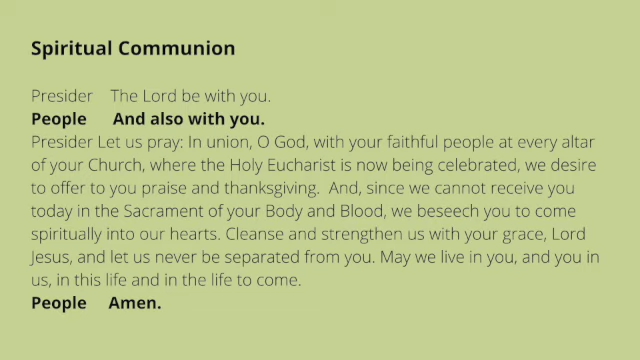 Spiritual Communion
Presider The Lord be with you.
People And also with you.
Presider Let us pray: In union, O God, with your faithful people at every altar
of your Church, where the Holy Eucharist is now being celebrated, we desire
to offer to you praise and thanksgiving. And, since we cannot receive you
today in the Sacrament of your Body and Blood, we beseech you to come
spiritually into our hearts. Cleanse and strengthen us with your grace, Lord
Jesus, and let us never be separated from you. May we live in you, and you in
us, in this life and in the life to come.
People Amen.